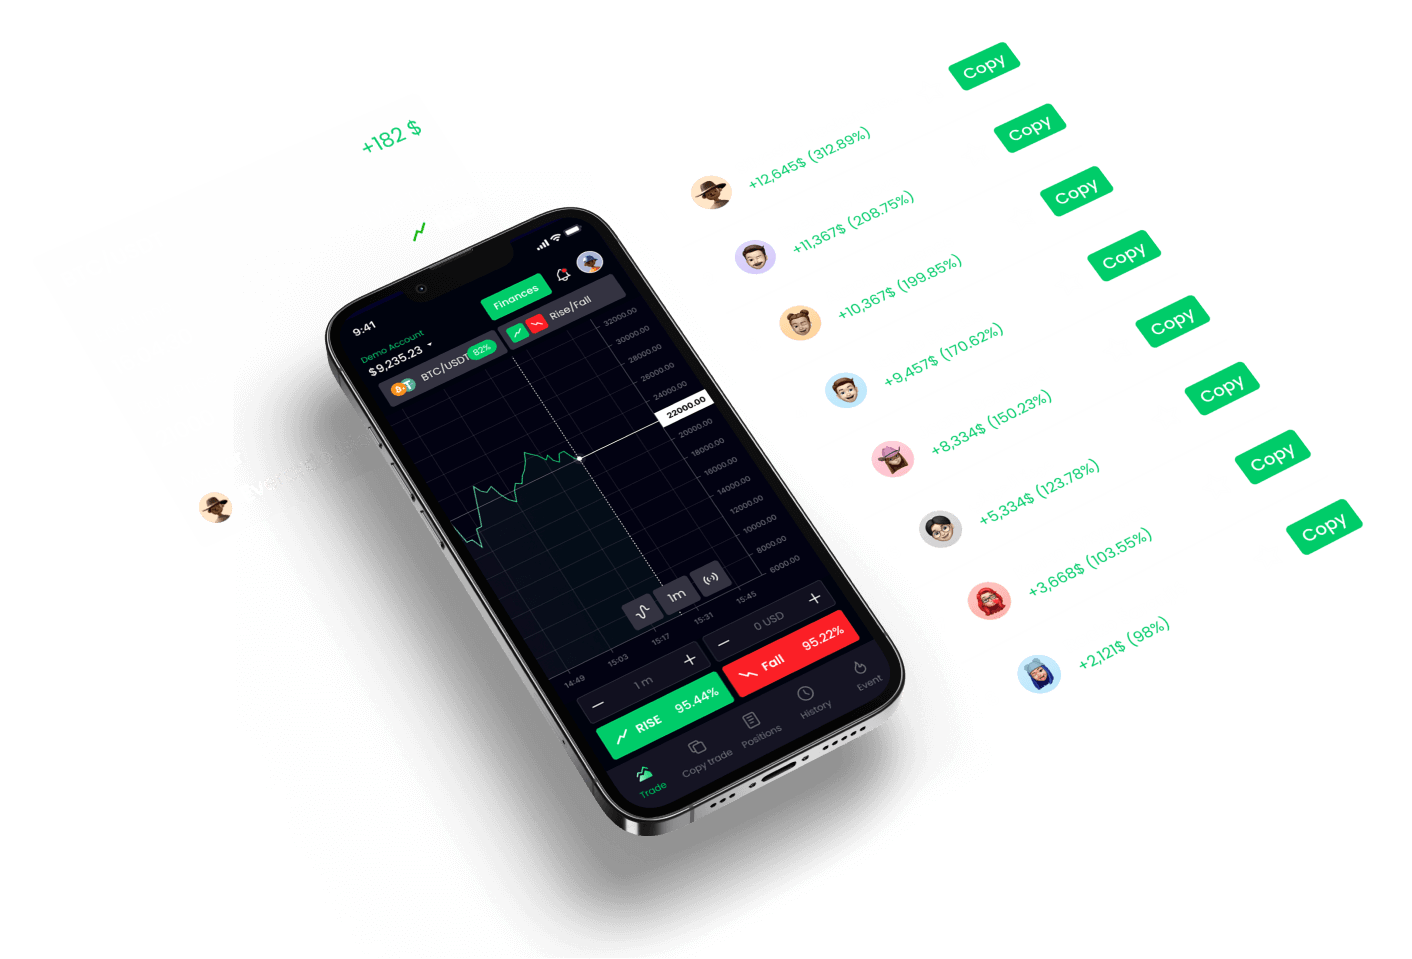 +182 $
9:41
Finances
Demo Account
$9,235.23
BTC/USDT
82%
Rise/Fall
32000.00
30000.00
28000.00
26000.00
24000.00
22000.00
20000.00
18000.00
16000.00
14000.00
12000.00
10000.00
8000.00
6000.00
1m
14:49
15:03
15:17
15:31
15:45
1 m
0 USD
RISE 95.44%
Fall 95.22%
Trade
Copy trade
Positions
History
Event
+12,645$ (312.89%)
Copy
+11,367$ (208.75%)
Copy
+10,367$ (199.85%)
Copy
+9,457$ (170.62%)
Copy
+8,334$ (150.23%)
Copy
+5,334$ (123.78%)
Copy
+3,668$ (103.55%)
Copy
+2,121$ (98%)
Copy